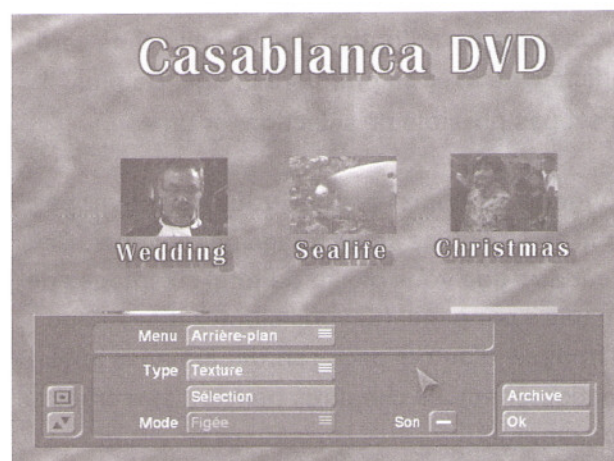 Casablanca DVD
Wedding Sealife Christmas
Menu Arrière-plan
Type Texture
Sélection
Archive
Mode Figée Son Ok